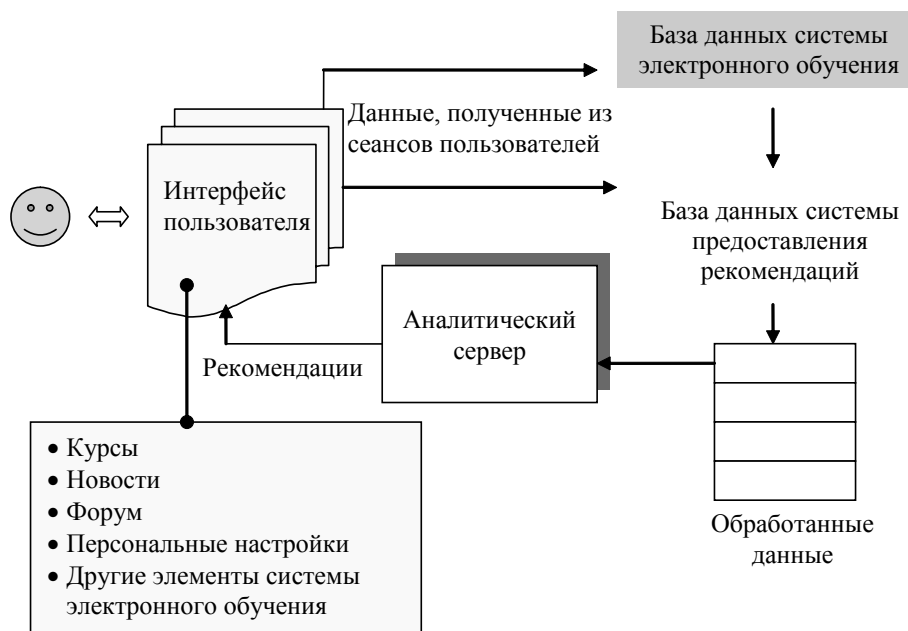 База данных системы
электронного обучения
Данные, полученные из
сеансов пользователей
Интерфейс
пользователя
База данных системы
предоставления
рекомендаций
Аналитический
сервер
Рекомендации
• Курсы
• Новости
• Форум
• Персональные настройки
• Другие элементы системы
электронного обучения
Обработанные
данные